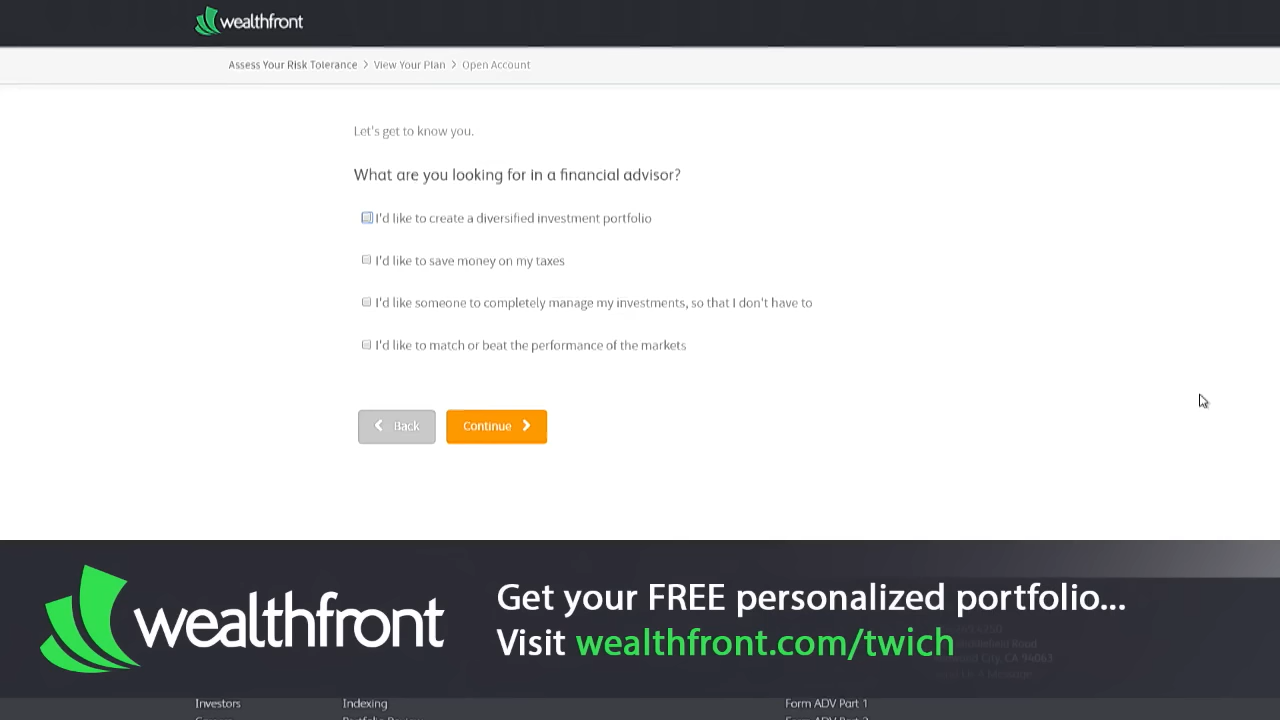 wealthfront
Assess Your Risk Tolerance > View Your Plan > Open Account
Let's get to know you.
What are you looking for in a financial advisor?
I'd like to create a diversified investment portfolio
I'd like to save money on my taxes
I'd like someone to completely manage my investments, so that I don't have to
I'd like to match or beat the performance of the markets
Back
Continue
wealthfront
Get your FREE personalized portfolio...
Visit wealthfront.com/twich
City, CA 94063
Investors
Indexing
Form ADV Part 1